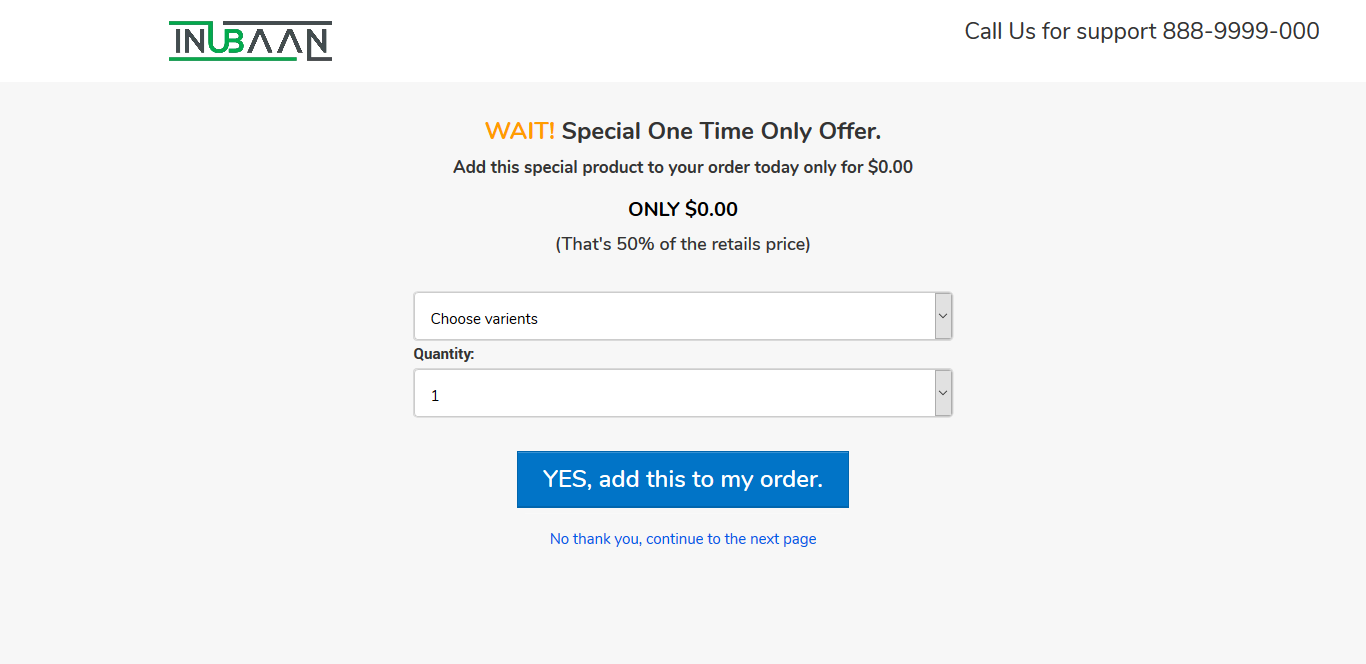 INUBAAN
Call Us for support 888-9999-000
WAIT! Special One Time Only Offer.
Add this special product to your order today only for $0.00
ONLY $0.00
(That's 50% of the retails price)
Choose varients
Quantity:
1
YES, add this to my order.
No thank you, continue to the next page